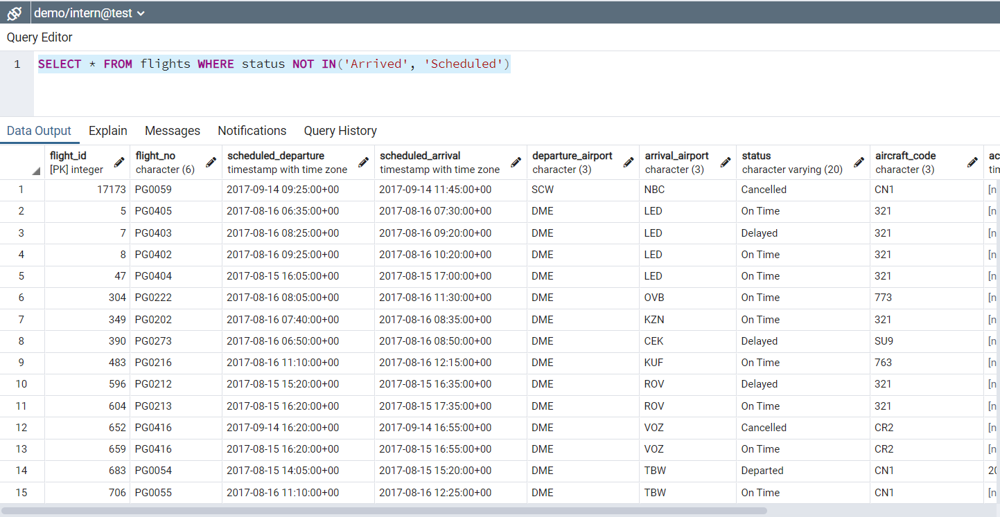 demo/intern@test
Query Editor
1 SELECT * FROM flights WHERE status NOT IN('Arrived', 'Scheduled')
Data Output Explain Messages Notifications Query History
flight_id flight_no scheduled_departure scheduled_arrival departure_airport arrival_airport status aircraft_code ac
[PK] integer character (6) timestamp with time zone timestamp with time zone character (3) character (3) character varying (20) character (3) tim
1 17173 PG0059 2017-09-14 09:25:00+00 2017-09-14 11:45:00+00 SCW NBC Cancelled CN1 [n
2 5 PG0405 2017-08-16 06:35:00+00 2017-08-16 07:30:00+00 DME LED On Time 321 [n
3 7 PG0403 2017-08-16 08:25:00+00 2017-08-16 09:20:00+00 DME LED Delayed 321 [n
4 8 PG0402 2017-08-16 09:25:00+00 2017-08-16 10:20:00+00 DME LED On Time 321 [n
5 47 PG0404 2017-08-15 16:05:00+00 2017-08-15 17:00:00+00 DME LED On Time 321 [n
6 304 PG0222 2017-08-16 08:05:00+00 2017-08-16 11:30:00+00 DME OVB On Time 773 [n
7 349 PG0202 2017-08-16 07:40:00+00 2017-08-16 08:35:00+00 DME KZN On Time 321 [n
8 390 PG0273 2017-08-16 06:50:00+00 2017-08-16 08:50:00+00 DME CEK Delayed SU9 [n
9 483 PG0216 2017-08-16 11:10:00+00 2017-08-16 12:15:00+00 DME KUF On Time 763 [n
10 596 PG0212 2017-08-15 15:20:00+00 2017-08-15 16:35:00+00 DME ROV Delayed 321 [n
11 604 PG0213 2017-08-15 16:20:00+00 2017-08-15 17:35:00+00 DME ROV On Time 321 [n
12 652 PG0416 2017-09-14 16:20:00+00 2017-09-14 16:55:00+00 DME VOZ Cancelled CR2 [n
13 659 PG0416 2017-08-15 16:20:00+00 2017-08-15 16:55:00+00 DME VOZ On Time CR2 [n
14 683 PG0054 2017-08-15 14:05:00+00 2017-08-15 15:20:00+00 DME TBW Departed CN1 20
15 706 PG0055 2017-08-16 11:10:00+00 2017-08-16 12:25:00+00 DME TBW On Time CN1 [n